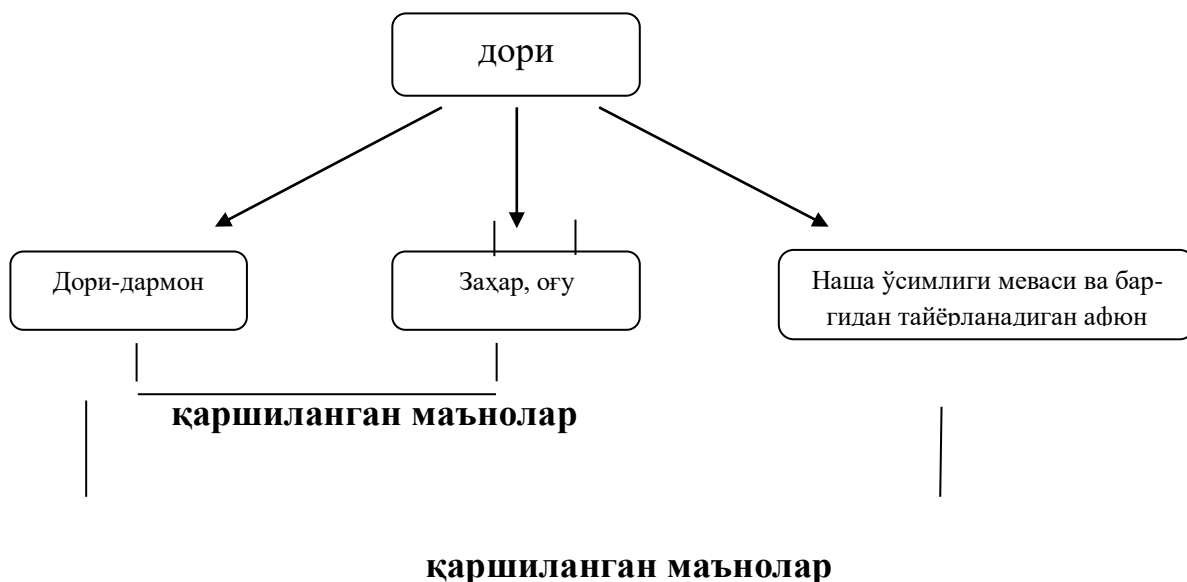 дори
Дори-дармон
Заҳар, оғу
Наша ўсимлиги меваси ва бар-
гидан тайёрланадиган афюн
қаршиланган маънолар
қаршиланган маънолар